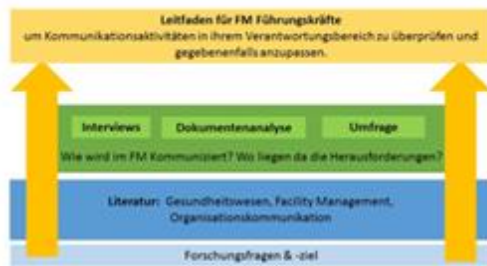 Leitfaden für FM Führungskräfte
um Kommunikationsaktivitäten in ihrem Verantwortungsbereich zu überprüfen und
gegebenenfalls anzupassen.
Interviews Dokumentenanalyse Umfrage
Wie wird im FM Kommuniziert? Wo liegen da die Herausforderungen?
Literatur: Gesundheitswesen, Facility Management,
Organisationskommunikation
Forschungsfragen & -ziel